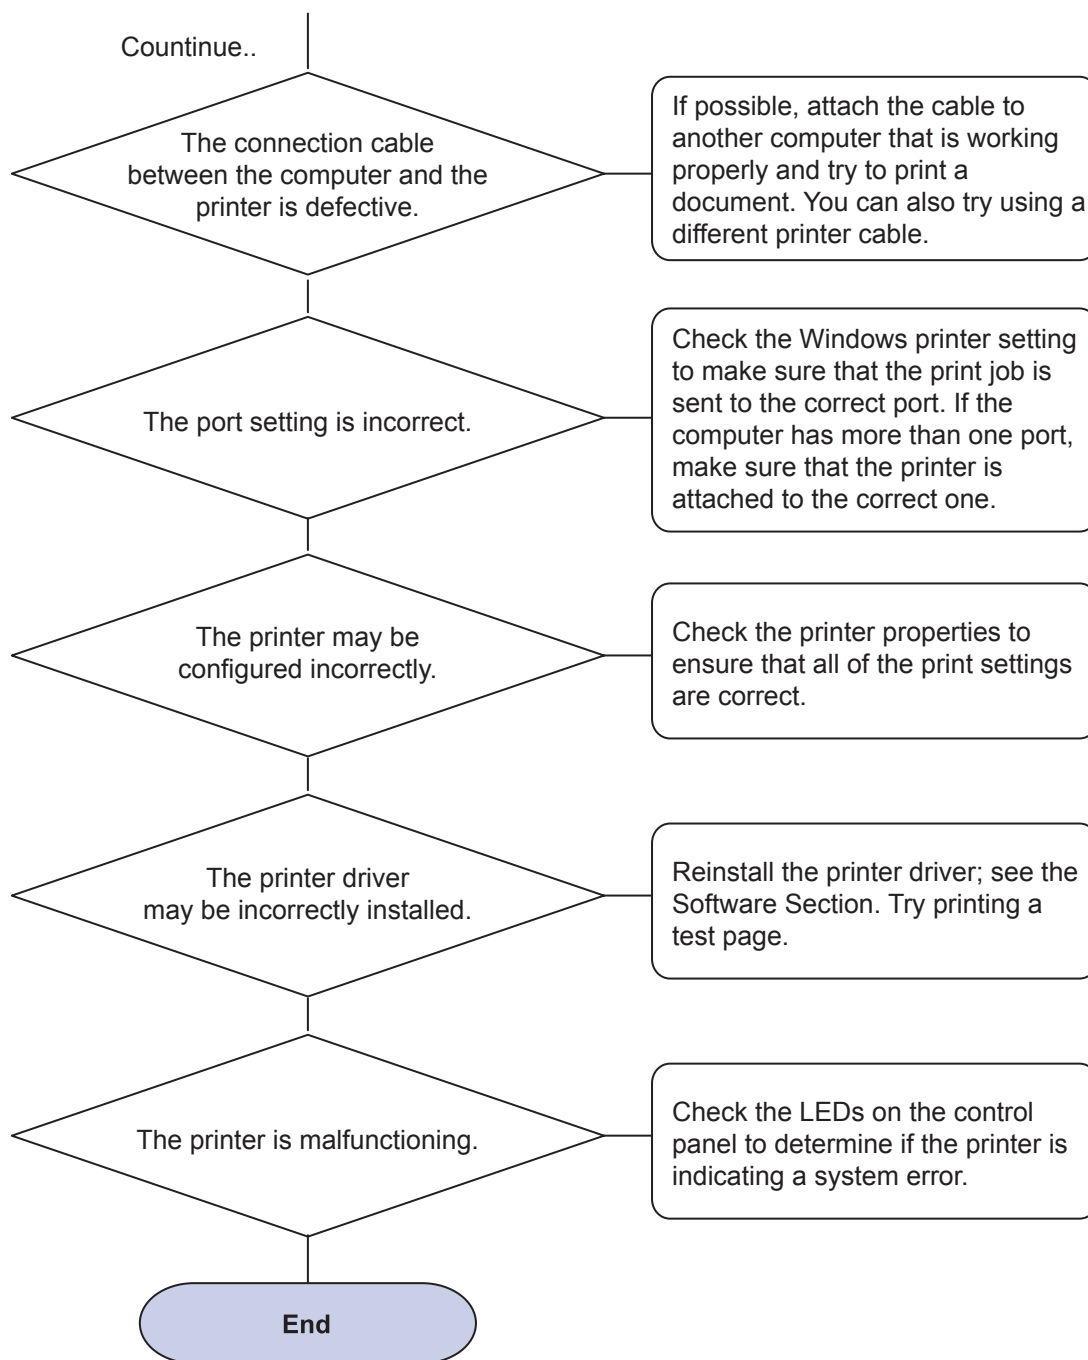 Countinue..
The connection cable
between the computer and the
printer is defective.
If possible, attach the cable to
another computer that is working
properly and try to print a
document. You can also try using a
different printer cable.
The port setting is incorrect.
Check the Windows printer setting
to make sure that the print job is
sent to the correct port. If the
computer has more than one port,
make sure that the printer is
attached to the correct one.
The printer may be
configured incorrectly.
Check the printer properties to
ensure that all of the print settings
are correct.
The printer driver
may be incorrectly installed.
Reinstall the printer driver; see the
Software Section. Try printing a
test page.
The printer is malfunctioning.
Check the LEDs on the control
panel to determine if the printer is
indicating a system error.
End